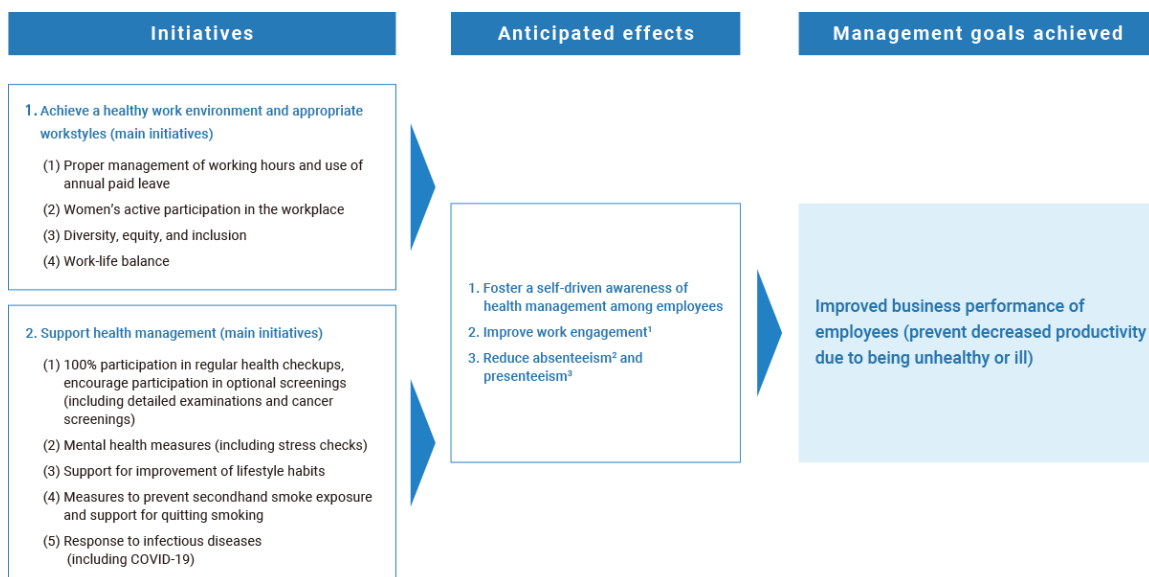 Initiatives
Anticipated effects
Management goals achieved
1. Achieve a healthy work environment and appropriate
workstyles (main initiatives)
(1) Proper management of working hours and use of
annual paid leave
(2) Women’s active participation in the workplace
(3) Diversity, equity, and inclusion
(4) Work-life balance
2. Support health management (main initiatives)
(1) 100% participation in regular health checkups,
encourage participation in optional screenings
(including detailed examinations and cancer
screenings)
(2) Mental health measures (including stress checks)
(3) Support for improvement of lifestyle habits
(4) Measures to prevent secondhand smoke exposure
and support for quitting smoking
(5) Response to infectious diseases
(including COVID-19)
1. Foster a self-driven awareness of
health management among employees
2. Improve work engagement¹
3. Reduce absenteeism² and
presenteeism³
Improved business performance of
employees (prevent decreased productivity
due to being unhealthy or ill)